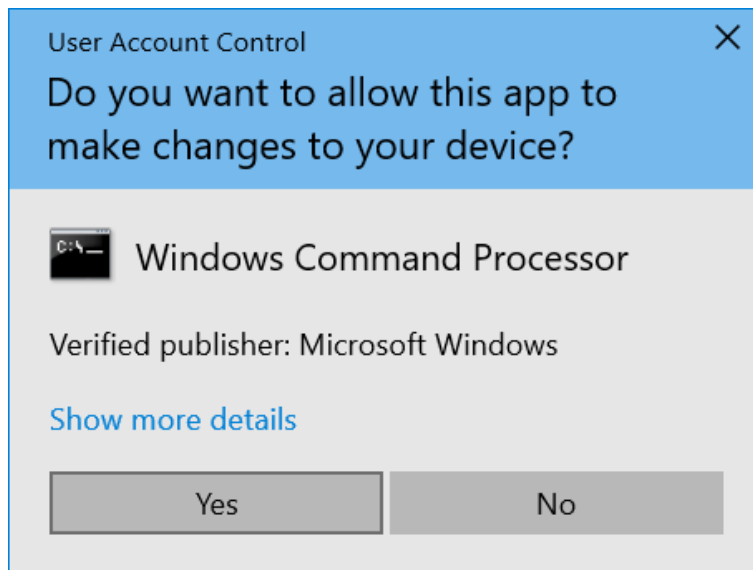 User Account Control
Do you want to allow this app to
make changes to your device?
C:\_
Windows Command Processor
Verified publisher: Microsoft Windows
Show more details
Yes
No